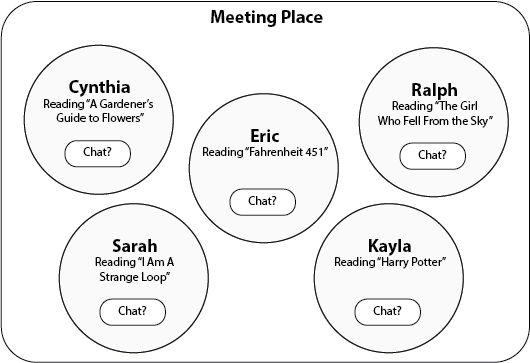 Meeting Place
Cynthia
Reading “A Gardener’s
Guide to Flowers”
Chat?
Ralph
Reading “The Girl
Who Fell From the Sky”
Chat?
Eric
Reading “Fahrenheit 451”
Chat?
Sarah
Reading “I Am A
Strange Loop”
Chat?
Kayla
Reading “Harry Potter”
Chat?